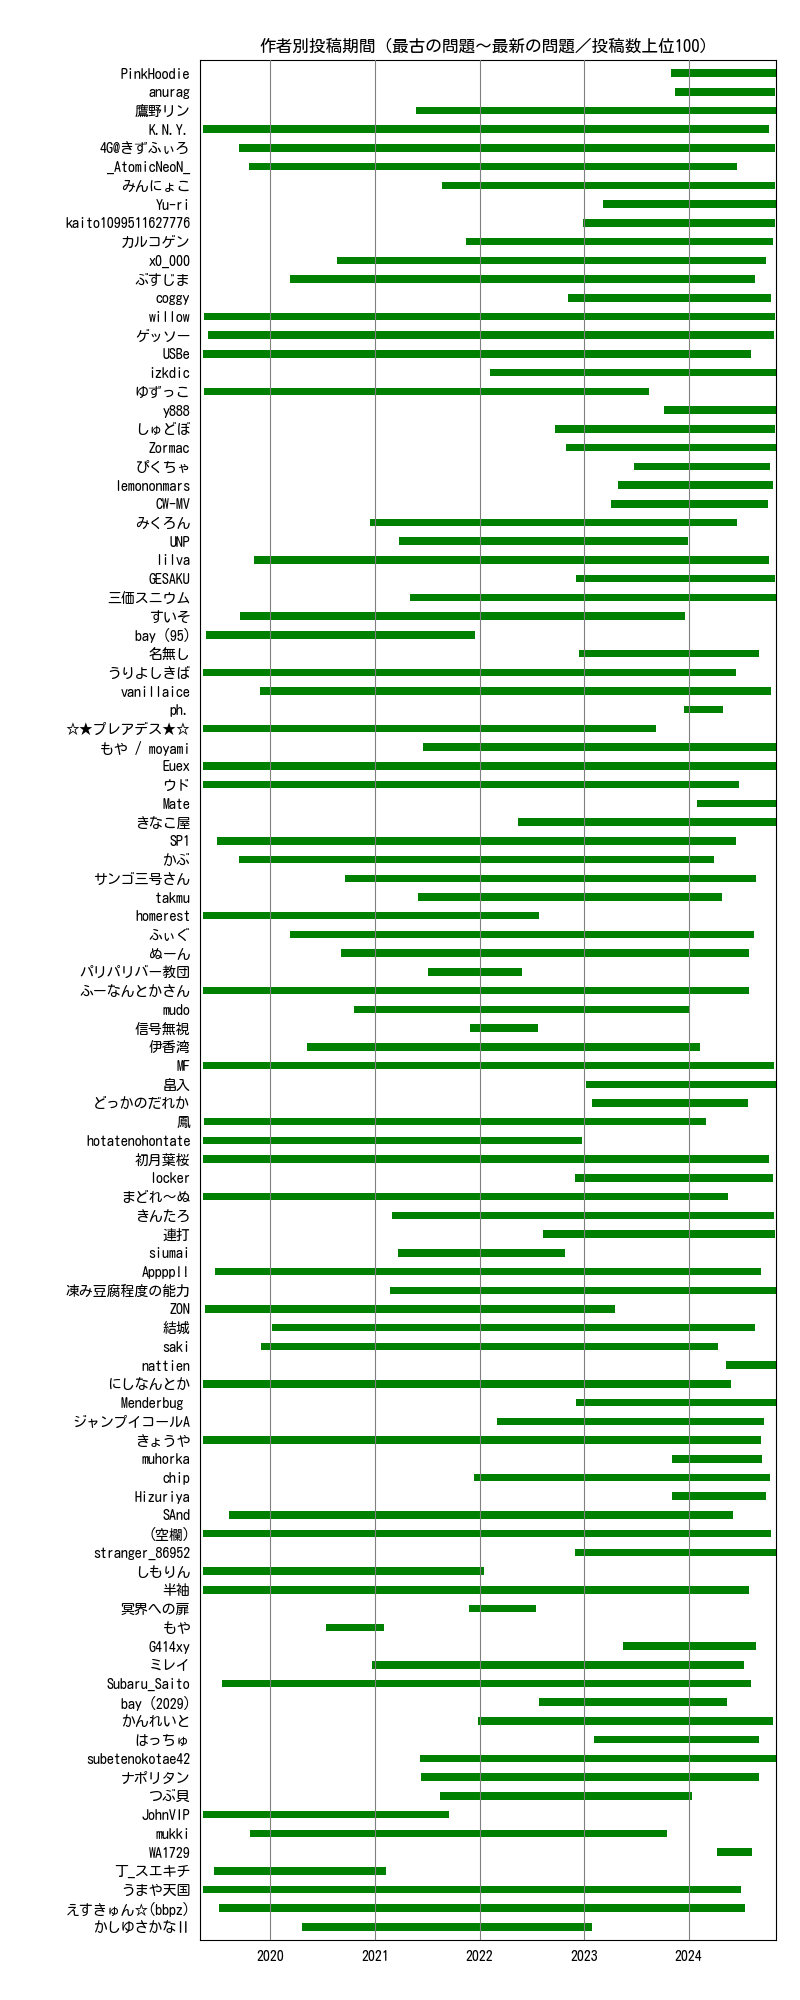 作者別投稿期間（最古の問題～最新の問題／投稿数上位100）
PinkHoodie
anurag
鷹野リン
K.N.Y.
4G@きずふぃろ
_AtomicNeoN_
みんにょこ
Yu-ri
kaito1099511627776
カルコゲン
x0_000
ぶすじま
coggy
willow
ゲッソー
USBe
izkdic
ゆずっこ
y888
しゅどぼ
Zormac
ぴくちゃ
lemononmars
CW-MV
みくろん
UNP
lilva
GESAKU
三価スニウム
すいそ
bay (95)
名無し
うりよしきば
vanillaice
ph.
☆★プレアデス★☆
もや / moyami
Euex
ウド
Mate
きなこ屋
SP1
かぶ
サンゴ三号さん
takmu
homerest
ふぃぐ
ぬーん
パリパリバー教団
ふーなんとかさん
mudo
信号無視
伊香湾
MF
畠入
どっかのだれか
鳳
hotatenohontate
初月葉桜
locker
まどれ～ぬ
きんたろ
連打
siumai
Appppll
凍み豆腐程度の能力
ZON
結城
saki
nattien
にしなんとか
Menderbug
ジャンプイコールA
きょうや
muhorka
chip
Hizuriya
SAnd
(空欄)
stranger_86952
しもりん
半袖
冥界への扉
もや
G414xy
ミレイ
Subaru_Saito
bay (2029)
かんれいと
はっちゅ
subetenokotae42
ナポリタン
つぶ貝
JohnVIP
mukki
WA1729
丁_スエキチ
うまや天国
えすきゅん☆(bbpz)
かしゆさかなII
2020 2021 2022 2023 2024